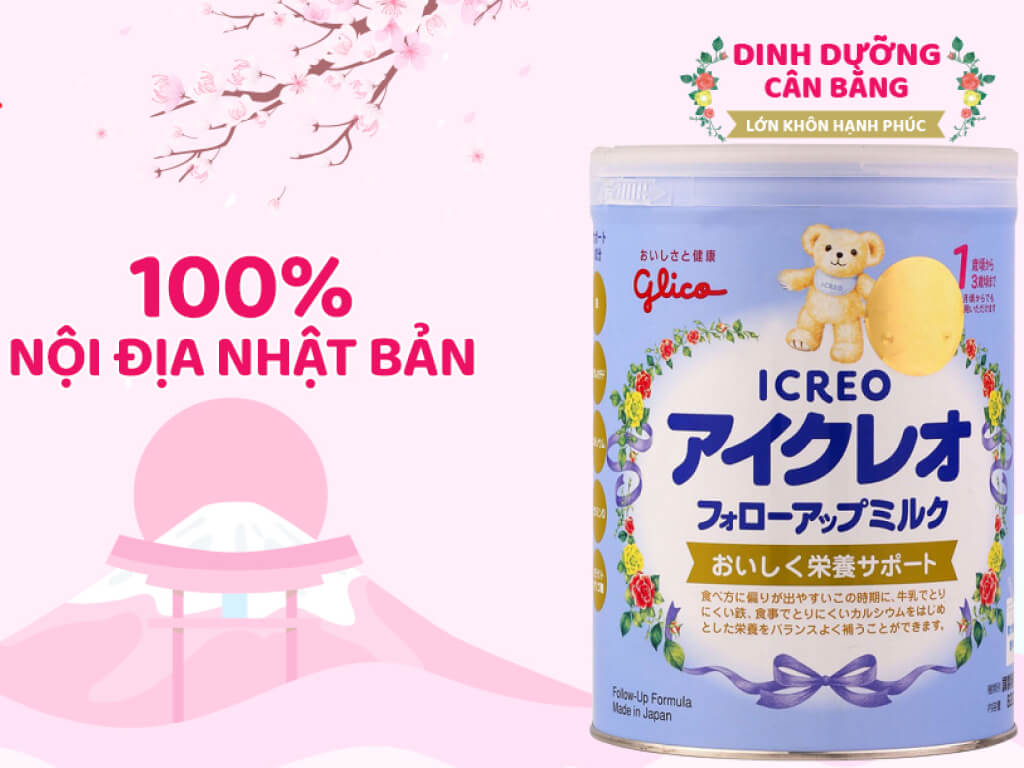 DINH DƯỠNG
CÂN BẰNG
LỚN KHÔN HẠNH PHÚC
100%
NỘI ĐỊA NHẬT BẢN
おいしさと健康
Glico
ICREO
1歳頃から
3歳頃まで
ICREO
アイクレオ
フォローアップミルク
おいしく栄養サポート
食べ方に偏りが出やすいこの時期に、牛乳でとり
にくい鉄、食事でとりにくいカルシウムをはじめ
とした栄養をバランスよく補うことができます。
Follow-Up Formula
Made in Japan